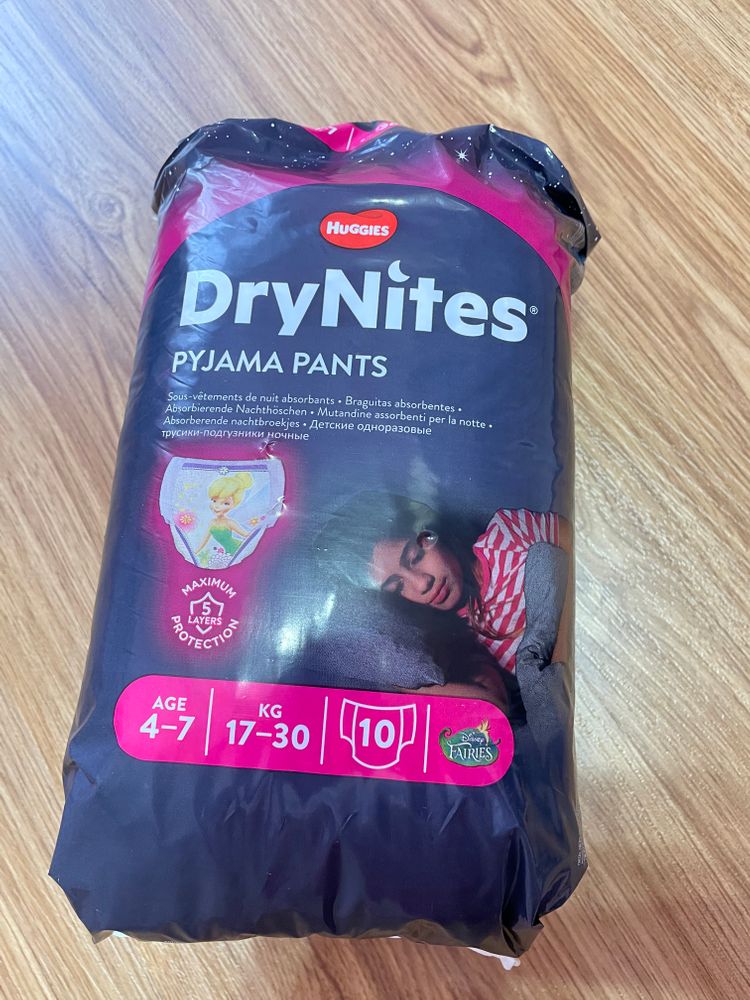 HUGGIES
DryNites®
PYJAMA PANTS
Sous-vêtements de nuit absorbants • Braguitas absorbentes •
Absorbierende Nachthöschen • Mutandine assorbenti per la notte •
Absorberende nachtbroekjes • Детские одноразовые
трусики-подгузники ночные
MAXIMUM
5
LAYERS
PROTECTION
AGE
4–7
KG
17–30
10
Disney
FAIRIES